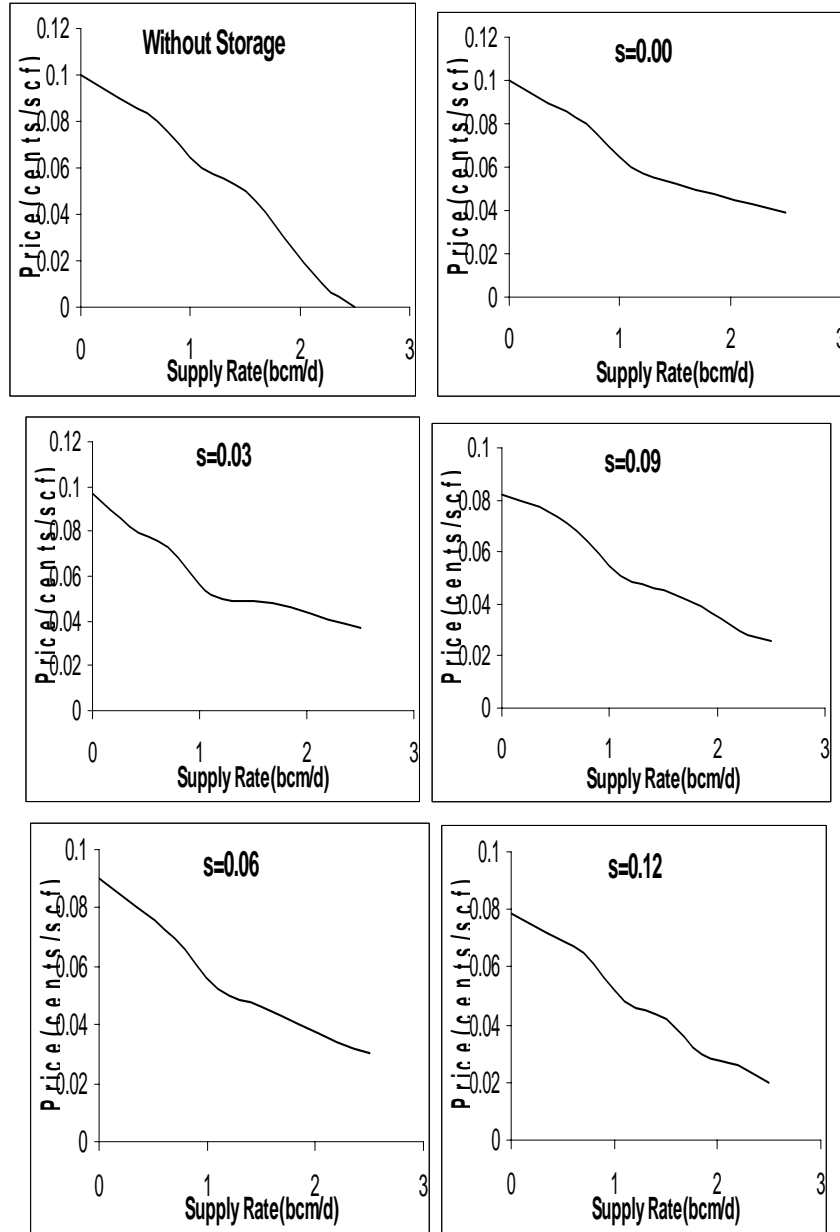 Without Storage
Price(cents/scf)
0.12
0.1
0.08
0.06
0.04
0.02
0
0 1 2 3
Supply Rate(bcm/d)
s=0.00
Price(cents/scf)
0.12
0.1
0.08
0.06
0.04
0.02
0
0 1 2 3
Supply Rate(bcm/d)
s=0.03
Price(cents/scf)
0.12
0.1
0.08
0.06
0.04
0.02
0
0 1 2 3
Supply Rate(bcm/d)
s=0.09
Price(cents/scf)
0.1
0.08
0.06
0.04
0.02
0
0 1 2 3
Supply Rate(bcm/d)
s=0.06
Price(cents/scf)
0.1
0.08
0.06
0.04
0.02
0
0 1 2 3
Supply Rate(bcm/d)
s=0.12
Price(cents/scf)
0.1
0.08
0.06
0.04
0.02
0
0 1 2 3
Supply Rate(bcm/d)